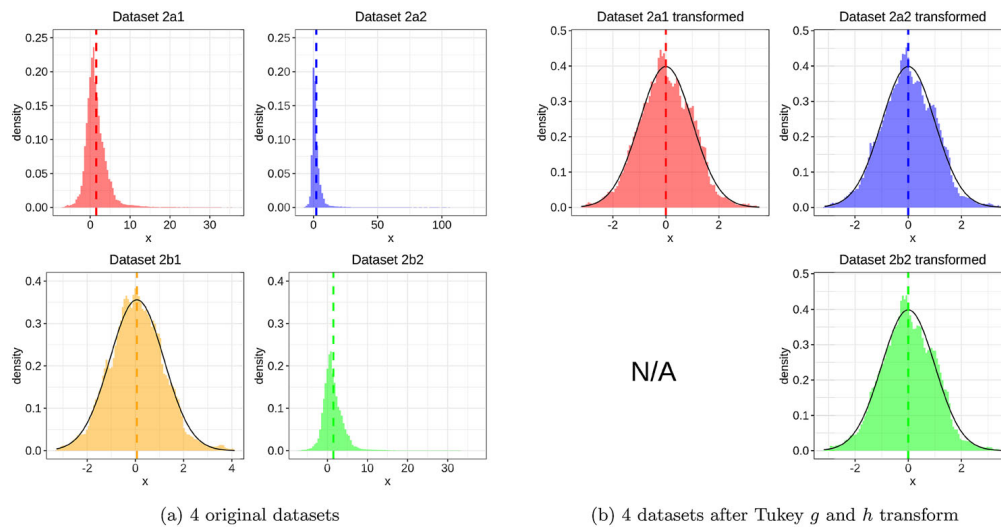 Dataset 2a1
Dataset 2a2
0.25
0.20
0.15
0.10
0.05
0.00
density
0
10
20
30
x
0.25
0.20
0.15
0.10
0.05
0.00
density
0
50
100
x
Dataset 2b1
Dataset 2b2
0.4
0.3
0.2
0.1
0.0
density
-2
0
2
4
x
0.4
0.3
0.2
0.1
0.0
density
0
10
20
30
x
(a) 4 original datasets
Dataset 2a1 transformed
Dataset 2a2 transformed
0.5
0.4
0.3
0.2
0.1
0.0
density
-2
0
2
x
0.5
0.4
0.3
0.2
0.1
0.0
density
-2
0
2
x
N/A
Dataset 2b2 transformed
0.5
0.4
0.3
0.2
0.1
0.0
density
-2
0
2
x
(b) 4 datasets after Tukey g and h transform